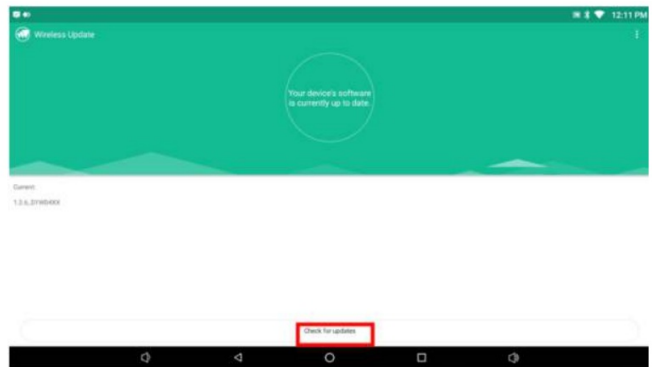 12:11 PM
Wireless Update
Your device's software
is currently up to date.
Current:
Check for updates